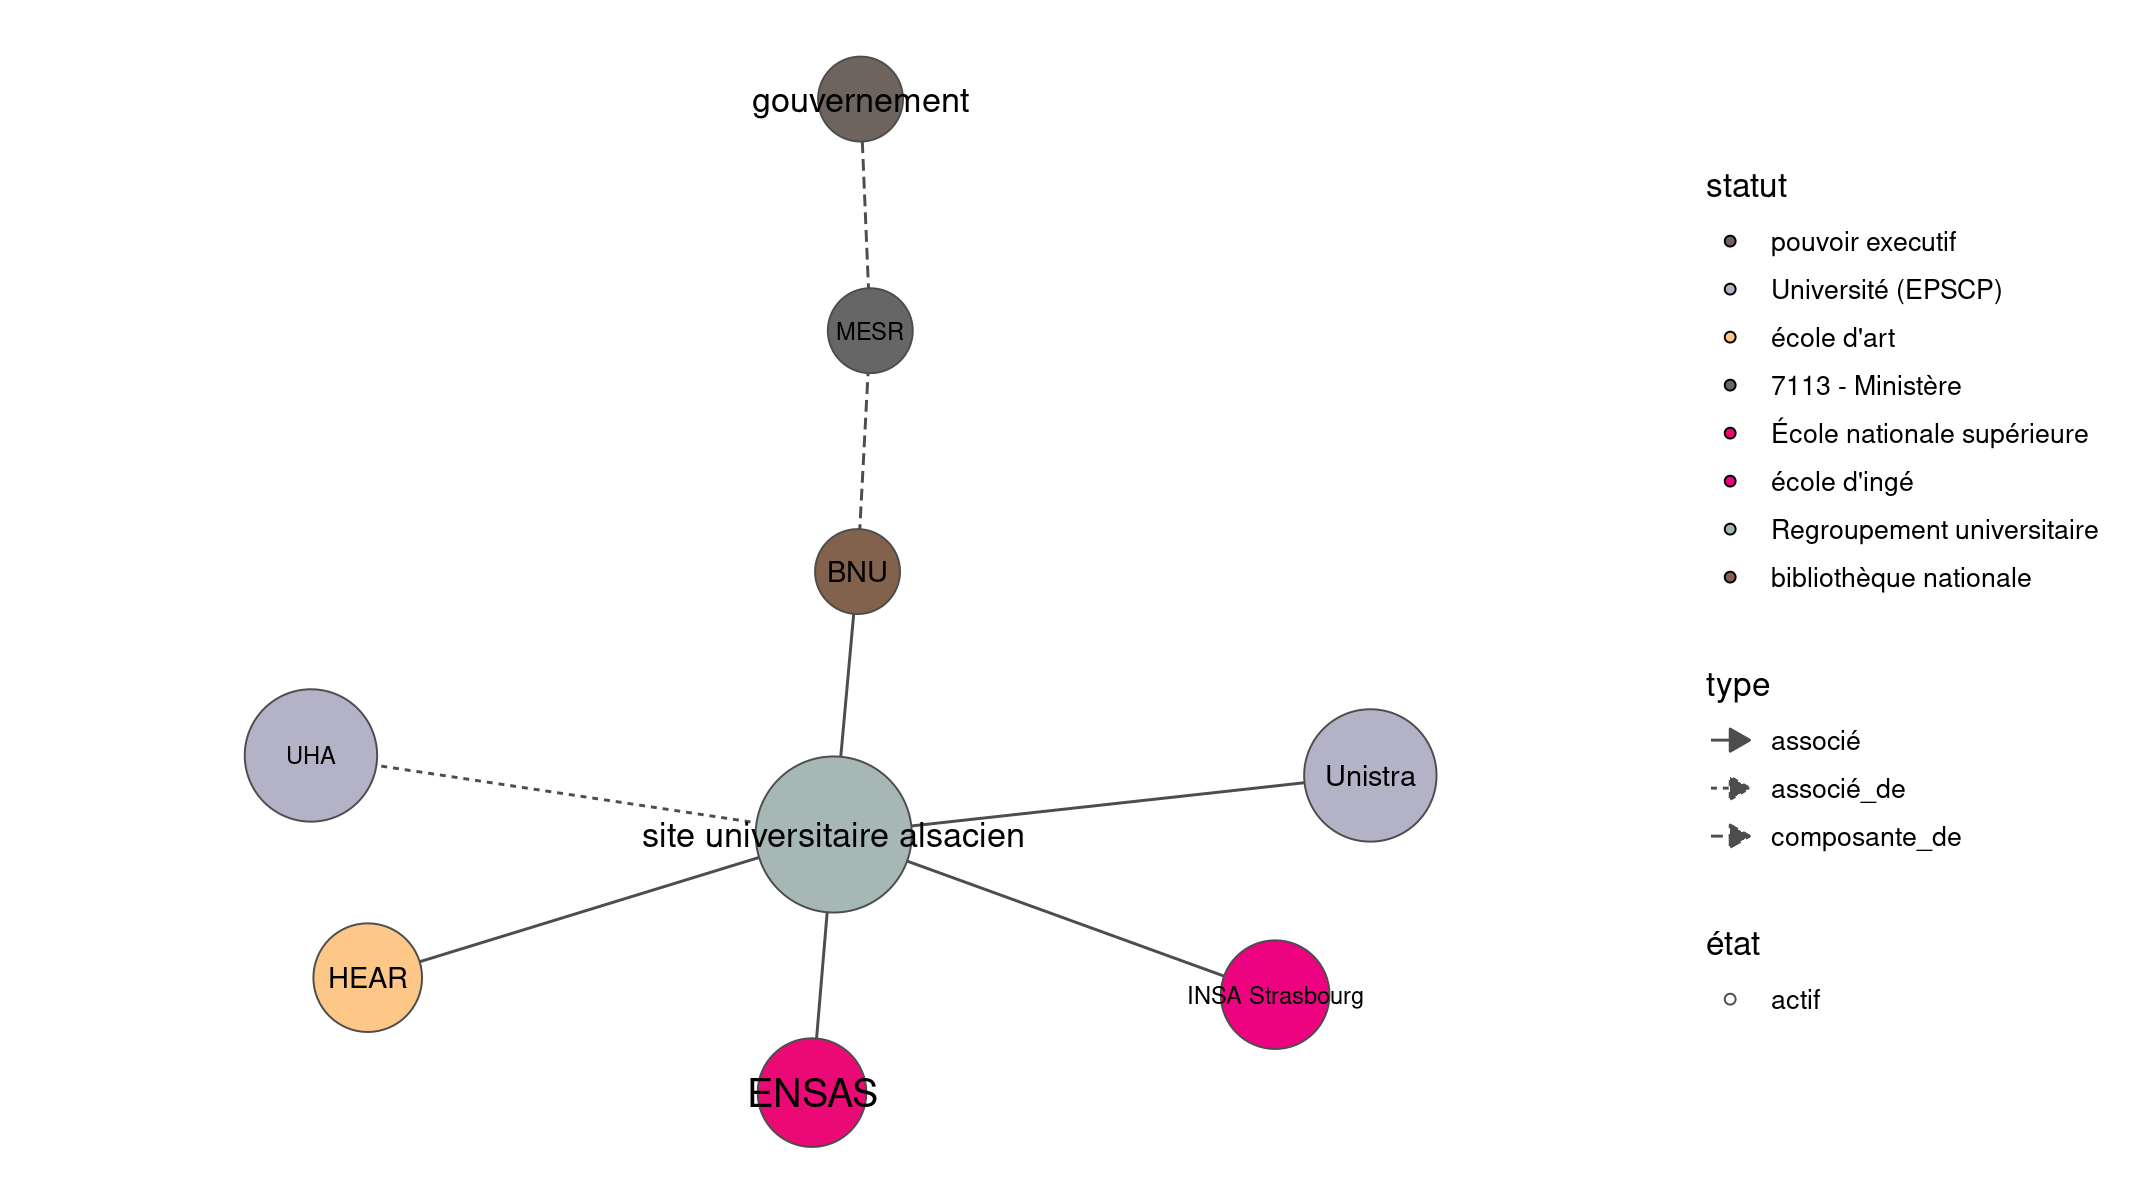 gouvernement
MESR
BNU
UHA
Unistra
site universitaire alsacien
HEAR
INSA Strasbourg
ENSAS
statut
pouvoir executif
Université (EPSCP)
école d'art
7113 - Ministère
École nationale supérieure
école d'ingé
Regroupement universitaire
bibliothèque nationale
type
associé
associé_de
composante_de
état
actif